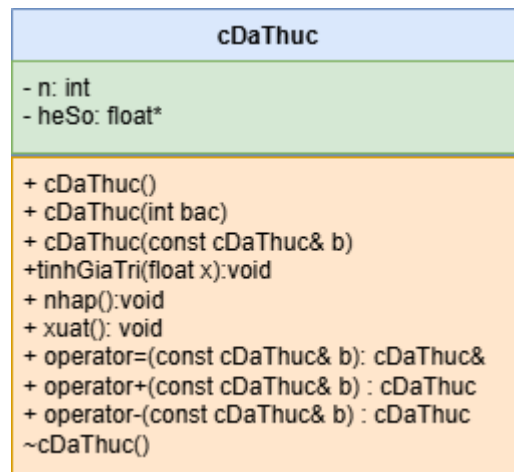 cDaThuc
- n: int
- heSo: float*
+ cDaThuc()
+ cDaThuc(int bac)
+ cDaThuc(const cDaThuc& b)
+tinhGiaTri(float x):void
+ nhap():void
+ xuat(): void
+ operator=(const cDaThuc& b): cDaThuc&
+ operator+(const cDaThuc& b) : cDaThuc
+ operator-(const cDaThuc& b) : cDaThuc
~cDaThuc()